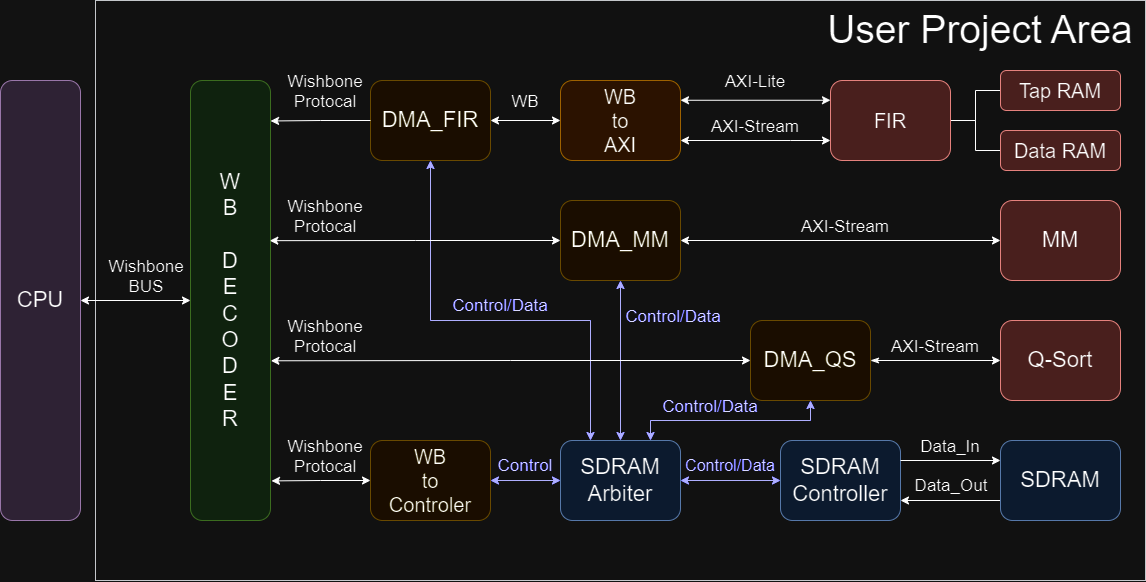 User Project Area
Wishbone
Protocal
DMA_FIR
WB
WB
to
AXI
AXI-Lite
AXI-Stream
FIR
Tap RAM
Data RAM
W
B
D
E
C
O
D
E
R
Wishbone
Protocal
DMA_MM
AXI-Stream
MM
CPU
Wishbone
BUS
Control/Data
Control/Data
Wishbone
Protocal
DMA_QS
AXI-Stream
Q-Sort
Control/Data
Wishbone
Protocal
WB
to
Controler
Control
SDRAM
Arbiter
Control/Data
SDRAM
Controller
Data_In
Data_Out
SDRAM